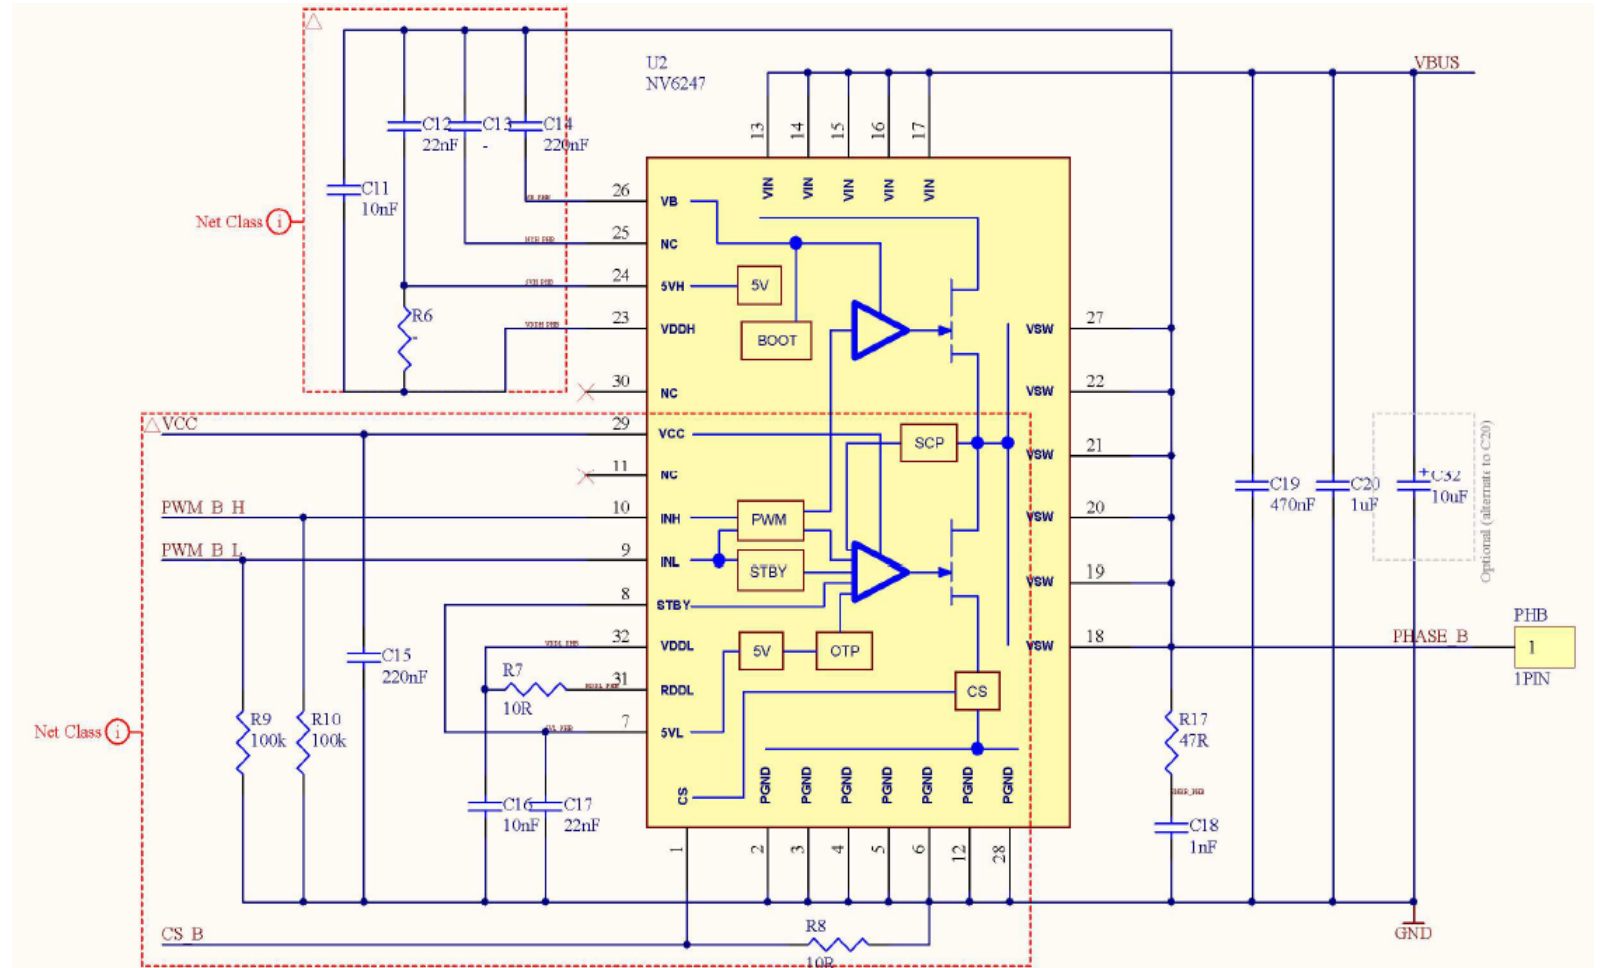 U2
NV6247
VBUS
13
14
15
16
17
VIN
VIN
VIN
VIN
VIN
C12
22nF
C13
-
C14
220nF
C11
10nF
Net Class
i
R6
-
26
VB
25
NC
24
5VH
5V
23
VDDH
BOOT
30
NC
29
VCC
VCC
11
NC
PWM_B_H
10
INH
PWM
PWM_B_L
9
INL
STBY
8
STBY
32
VDDL
5V
OTP
31
RDDL
7
5VL
SCP
CS
CS
VSW
27
VSW
22
VSW
21
VSW
20
VSW
19
VSW
18
C19
470nF
C20
1uF
+
C32
10uF
Optional (alternate to C20)
PHASE_B
PHB
1
1PIN
C15
220nF
R7
10R
R9
100k
R10
100k
Net Class
i
C16
10nF
C17
22nF
PGND
PGND
PGND
PGND
PGND
PGND
PGND
1
2
3
4
5
6
12
28
R17
47R
C18
1nF
CS_B
R8
10R
GND